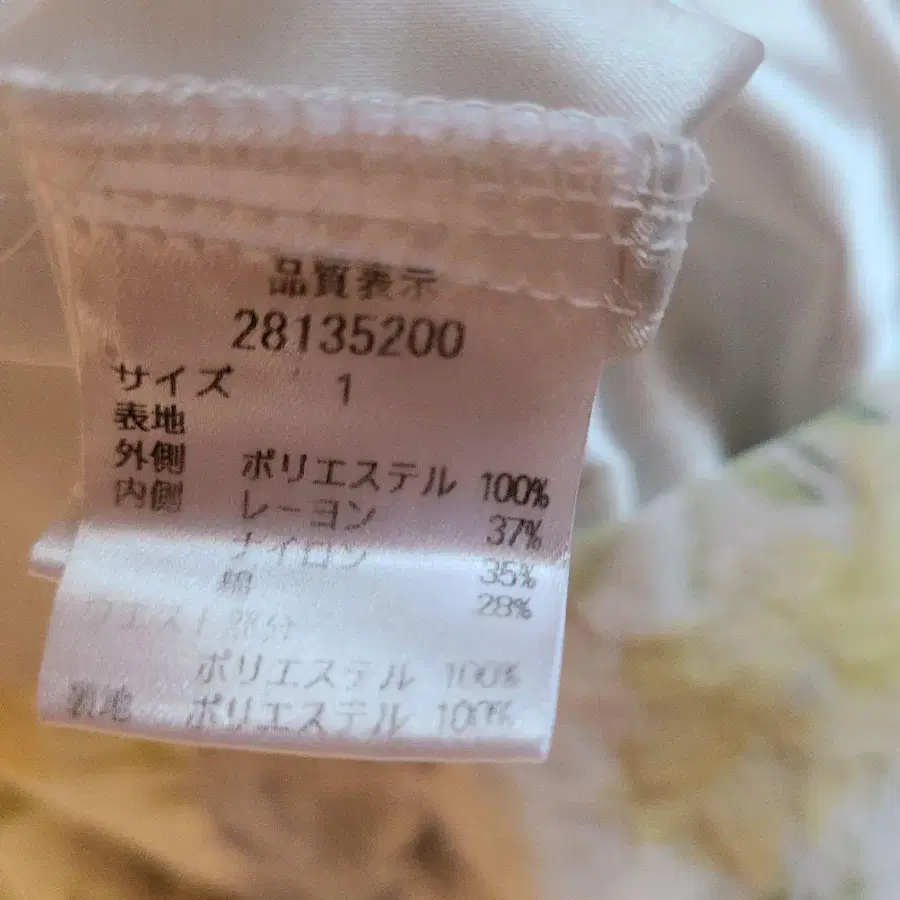 品質表示
28135200
サイズ 1
表地
外側 ポリエステル 100%
内側 レーヨン 37%
ナイロン 35%
綿 28%
ウエスト部分
ポリエステル 100%
裏地 ポリエステル 100%